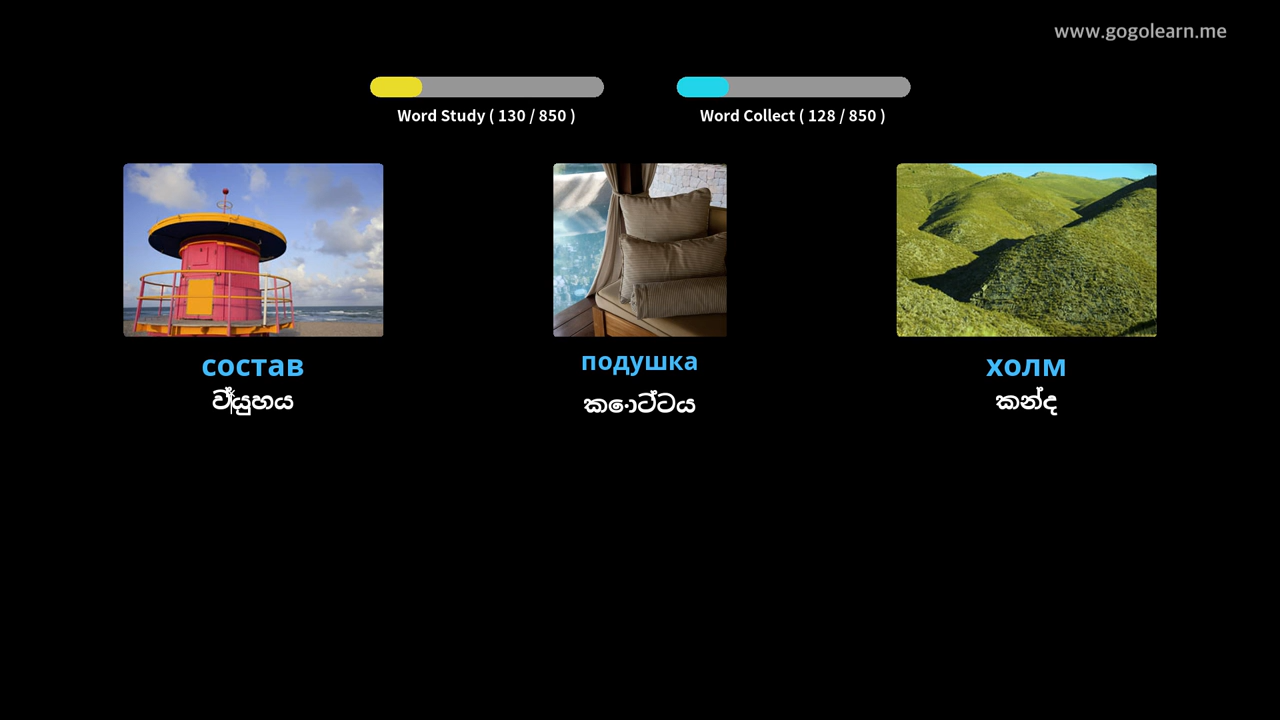 www.gogolearn.me
Word Study ( 130 / 850 )
Word Collect ( 128 / 850 )
состав
ව්‍යුහය
подушка
කොට්ටය
холм
කන්ද